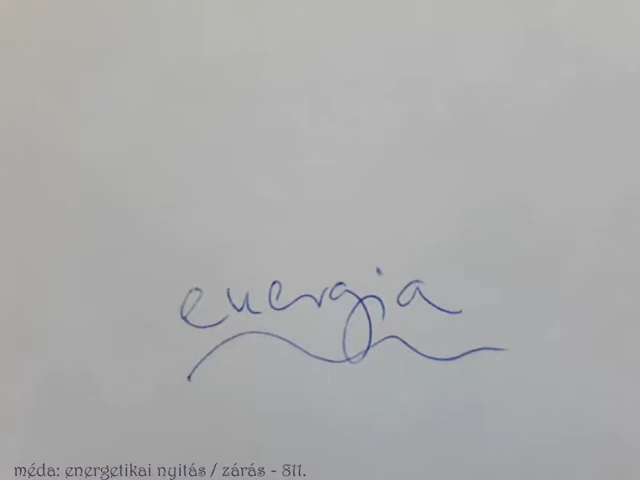 energia
méda: energetikai nyitás / zárás - 811.